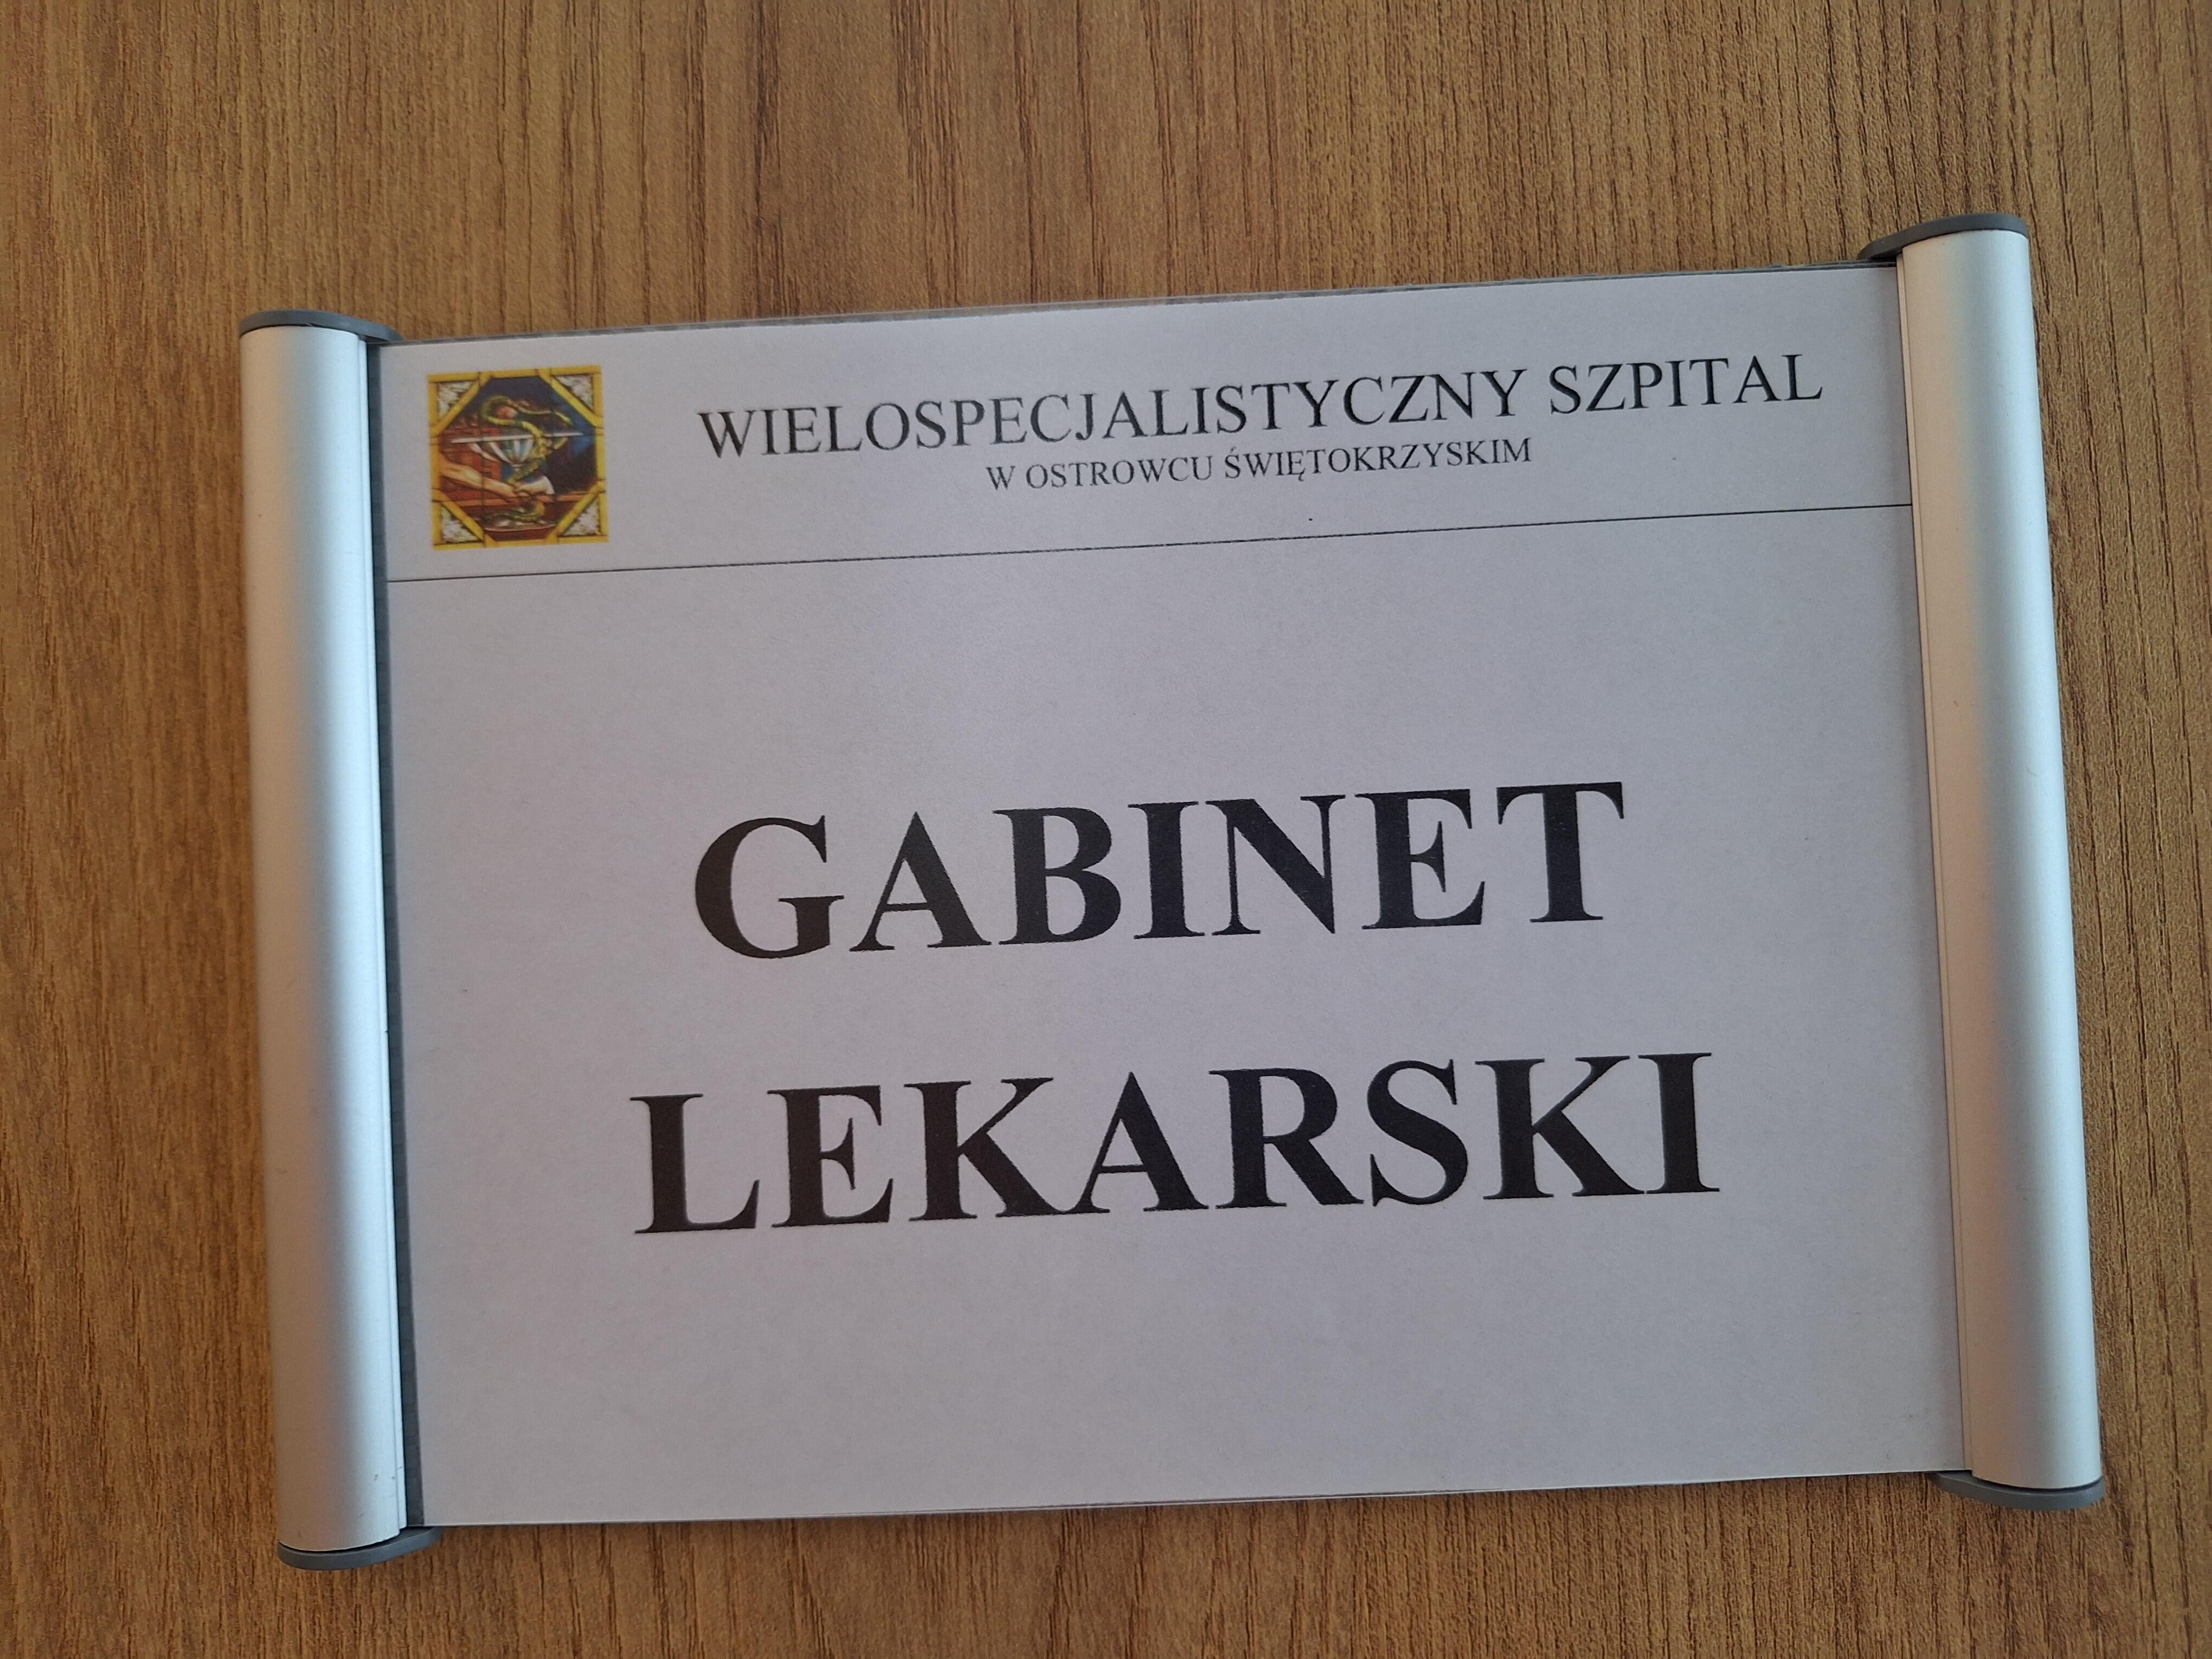 WIELOSPECJALISTYCZNY SZPITAL
W OSTROWCU ŚWIĘTOKRZYSKIM
GABINET
LEKARSKI